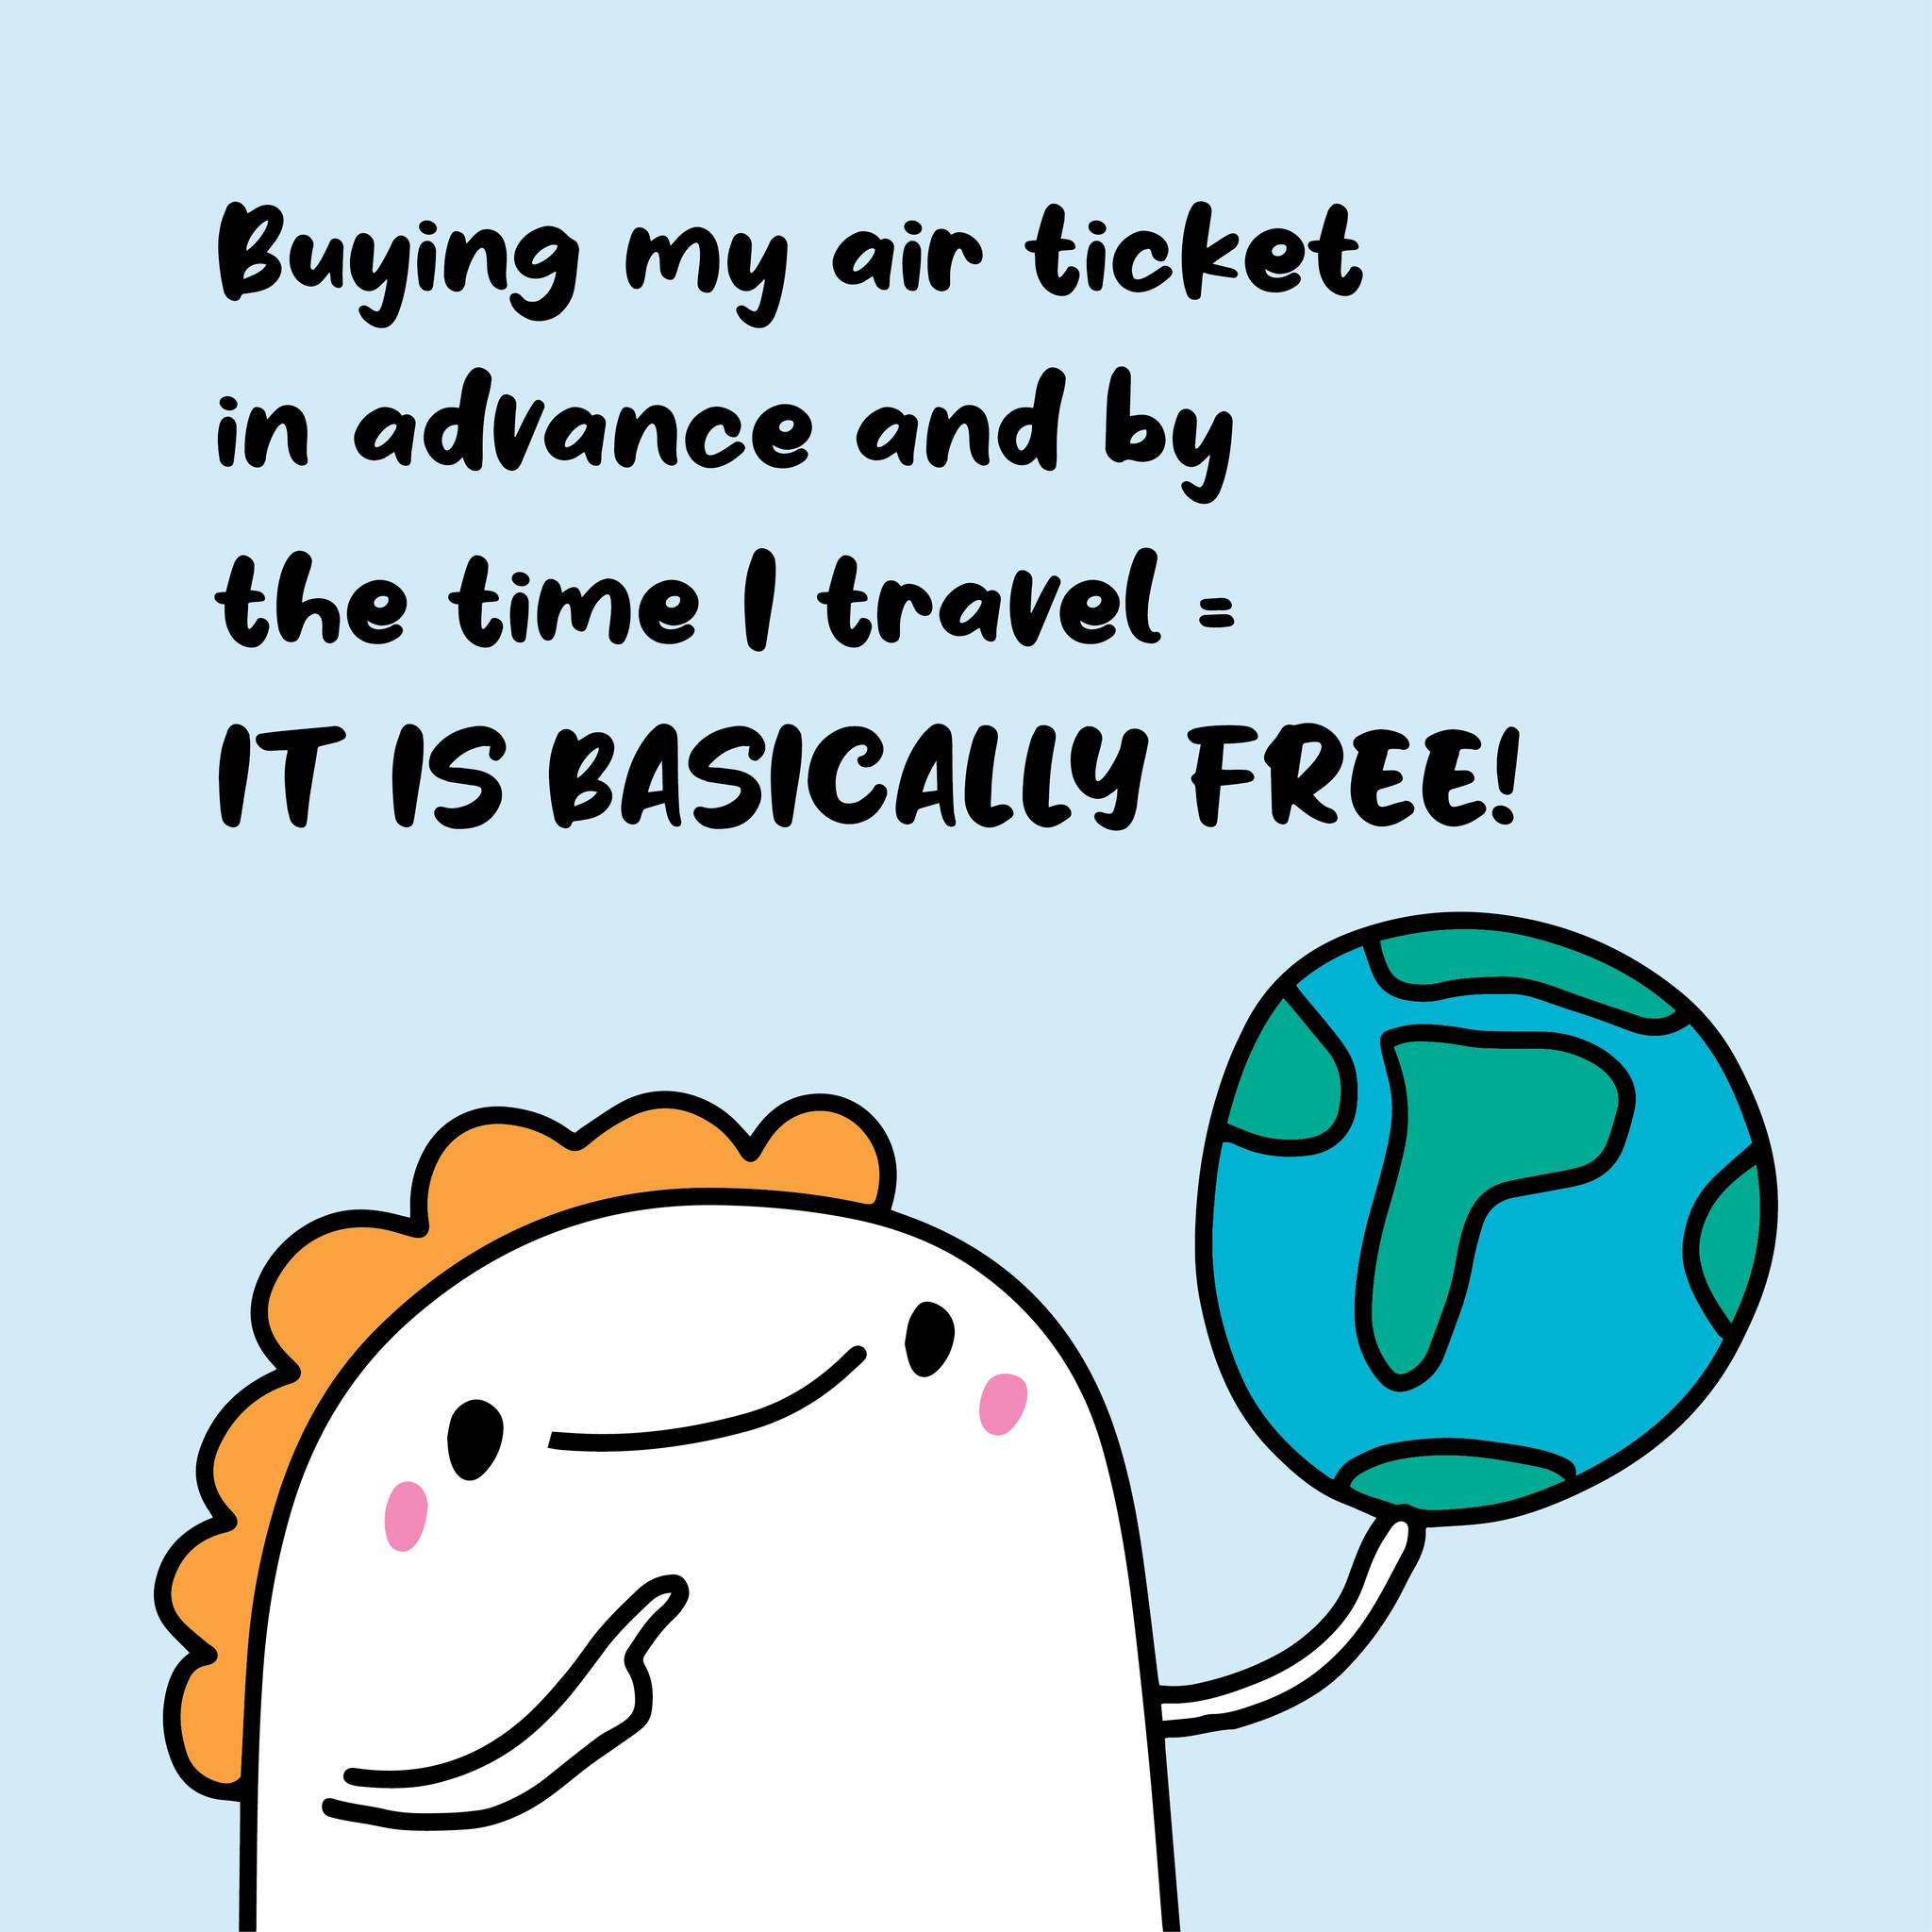 Buying my air ticket
in advance and by
the time I travel =
IT IS BASICALLY FREE!